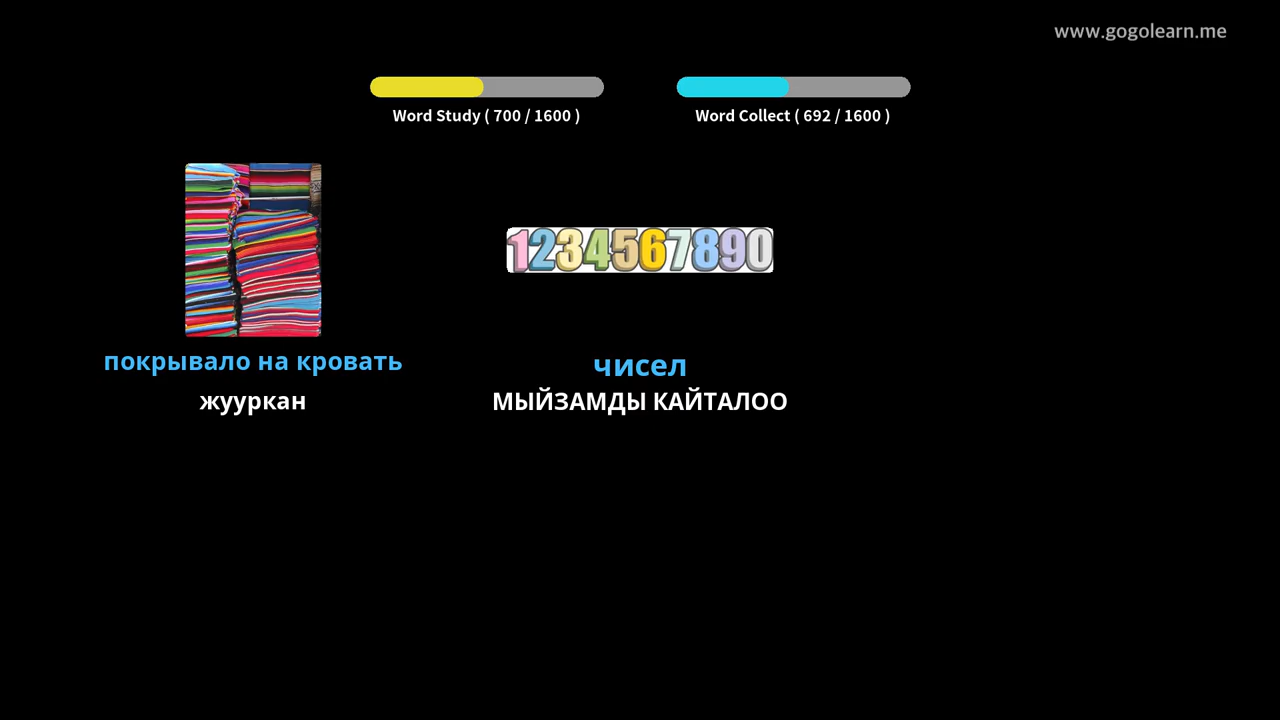 www.gogolearn.me
Word Study ( 700 / 1600 )
Word Collect ( 692 / 1600 )
1234567890
покрывало на кровать
жууркан
чисел
МЫЙЗАМДЫ КАЙТАЛОО